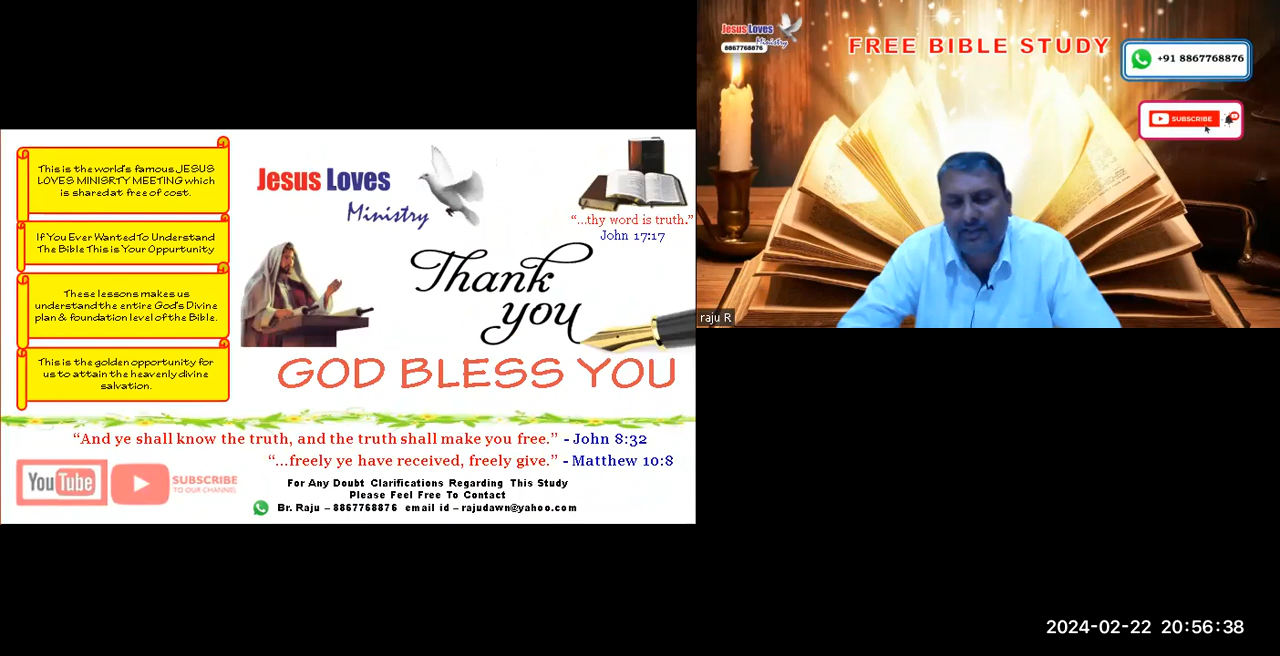 This is the world's famous JESUS
LOVES MINISRTY MEETING which
is shared at free of cost.
If You Ever Wanted To Understand
The Bible This is Your Oppurtunity
These lessons makes us
understand the entire God's Divine
plan & foundation level of the Bible.
This is the golden opportunity for
us to attain the heavenly divine
salvation.
Jesus Loves
Ministry
"...thy word is truth."
John 17:17
Thank
you
GOD BLESS YOU
"And ye shall know the truth, and the truth shall make you free." - John 8:32
"...freely ye have received, freely give." - Matthew 10:8
YouTube
SUBSCRIBE
TO OUR CHANNEL
For Any Doubt Clarifications Regarding This Study
Please Feel Free To Contact
Br. Raju – 8867768876 email id – rajudawn@yahoo.com
Jesus Loves
Ministry
8867768876
FREE BIBLE STUDY
+91 8867768876
SUBSCRIBE
raju R
2024-02-22 20:56:38